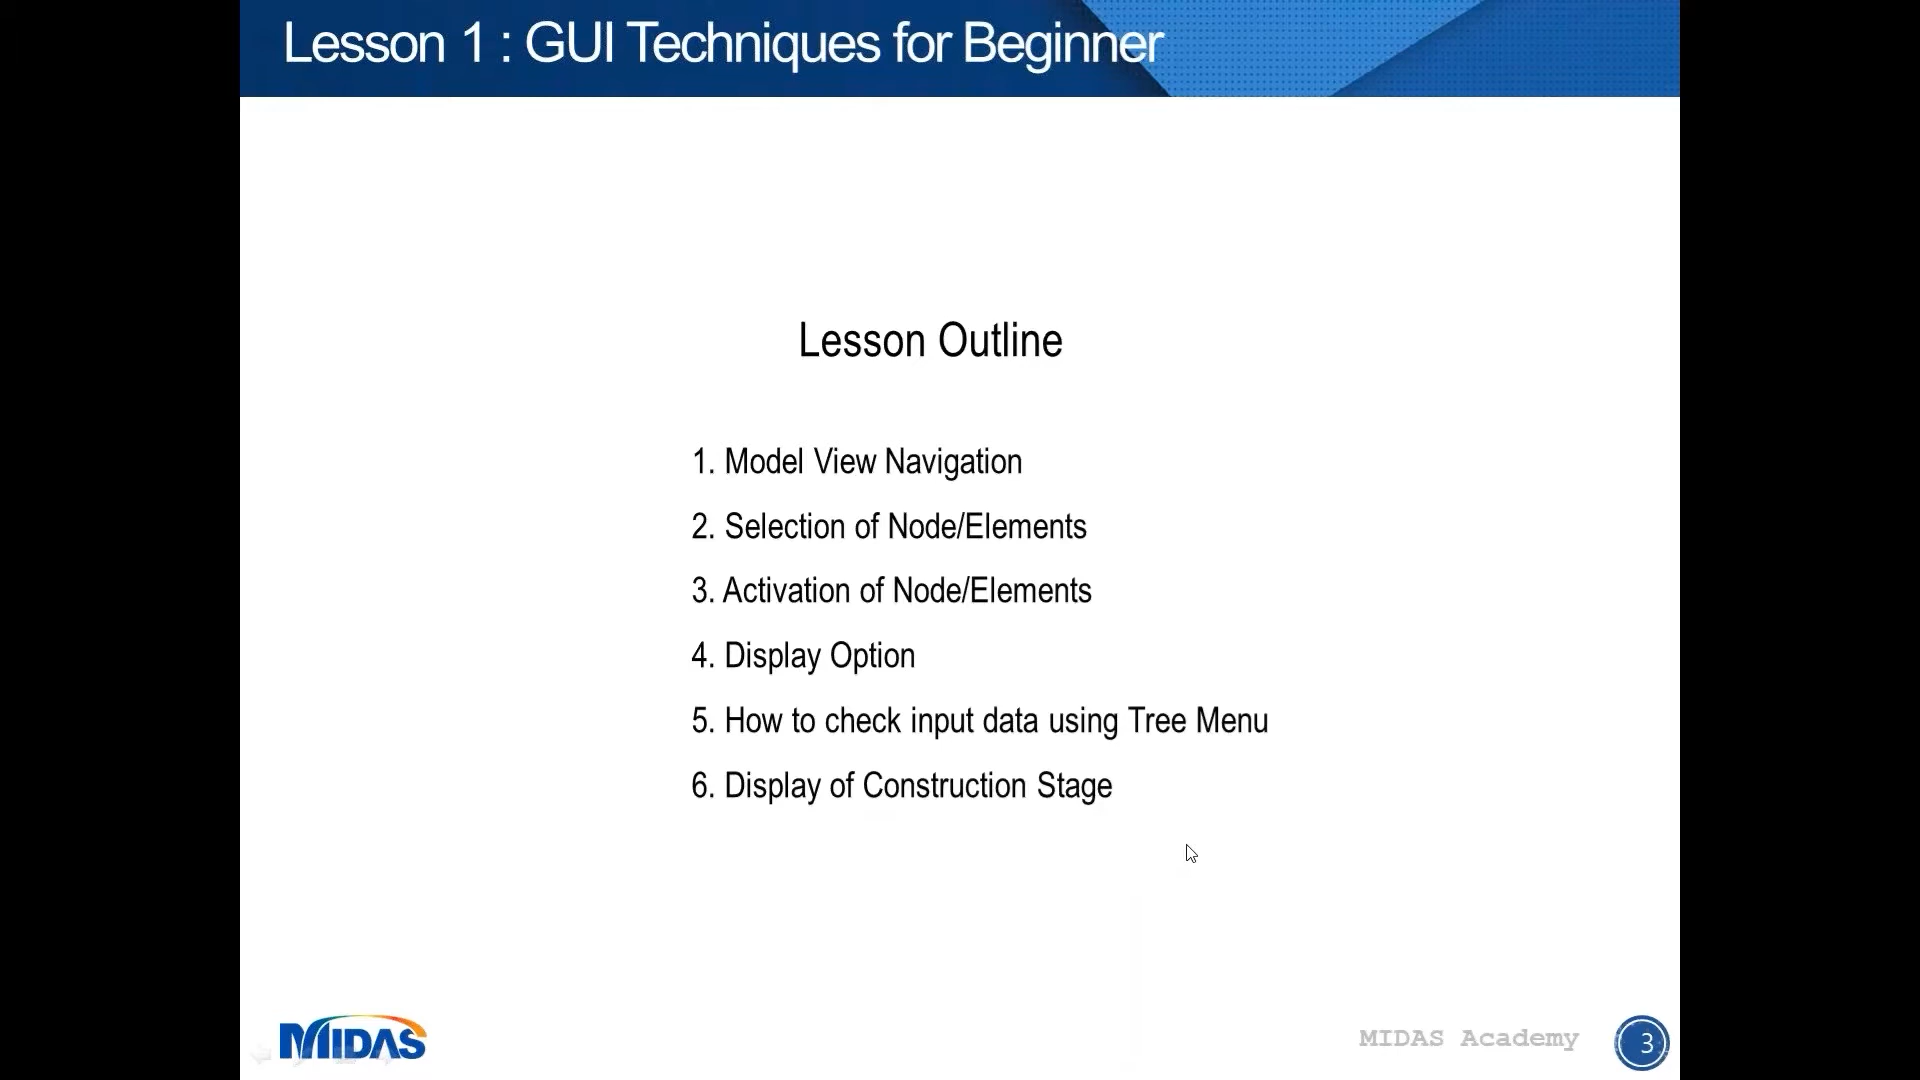 Lesson 1 : GUI Techniques for Beginner
Lesson Outline
1. Model View Navigation
2. Selection of Node/Elements
3. Activation of Node/Elements
4. Display Option
5. How to check input data using Tree Menu
6. Display of Construction Stage
MIDAS
MIDAS Academy
3